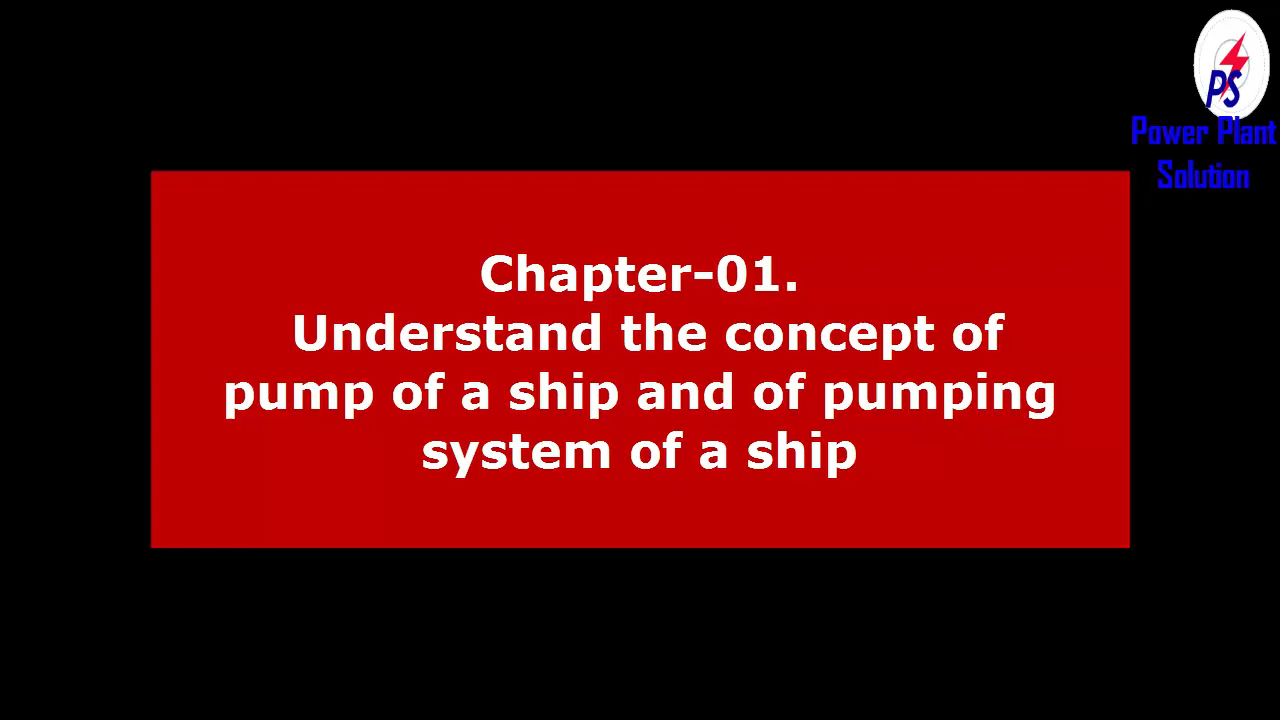 PS
Power Plant
Solution
Chapter-01.
Understand the concept of
pump of a ship and of pumping
system of a ship